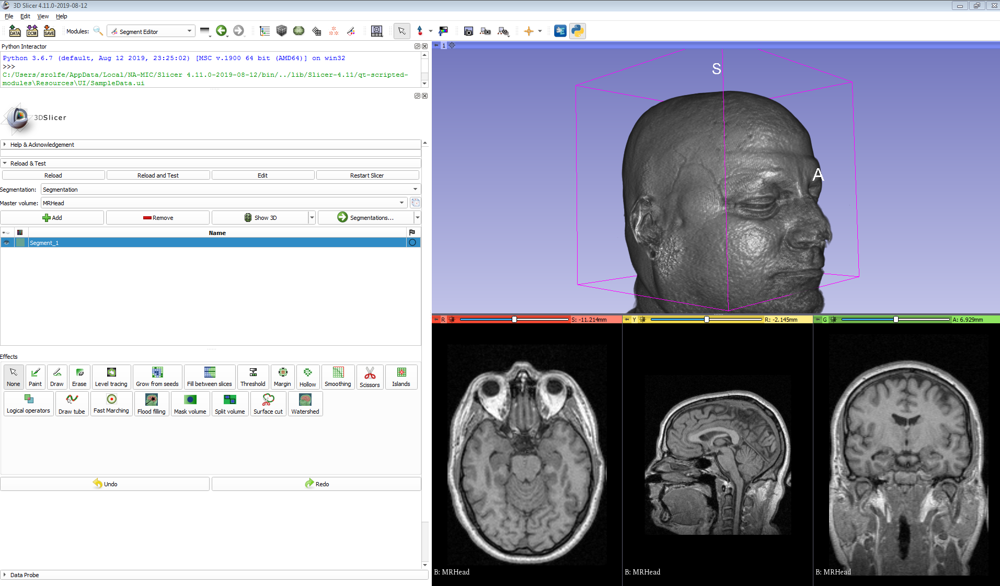 3D Slicer 4.11.0-2019-08-12
File Edit View Help
DATA DCM SAVE Modules: Segment Editor
Python Interactor
Python 3.6.7 (default, Aug 12 2019, 23:25:02) [MSC v.1900 64 bit (AMD64)] on win32
>>>
C:/Users/srolfe/AppData/Local/NA-MIC/Slicer 4.11.0-2019-08-12/bin/../lib/Slicer-4.11/qt-scripted-
modules\Resources\UI/SampleData.ui
3DSlicer
Help & Acknowledgement
Reload & Test
Reload Reload and Test Edit Restart Slicer
Segmentation: Segmentation
Master volume: MRHead
Add Remove Show 3D Segmentations...
Name
Segment_1
Effects
None Paint Draw Erase Level tracing Grow from seeds Fill between slices Threshold Margin Hollow Smoothing Scissors Islands
Logical operators Draw tube Fast Marching Flood filling Mask volume Split volume Surface cut Watershed
Undo Redo
Data Probe
1
S
A
R S: -11.214mm
Y R: -2.145mm
G A: 6.929mm
B: MRHead
B: MRHead
B: MRHead